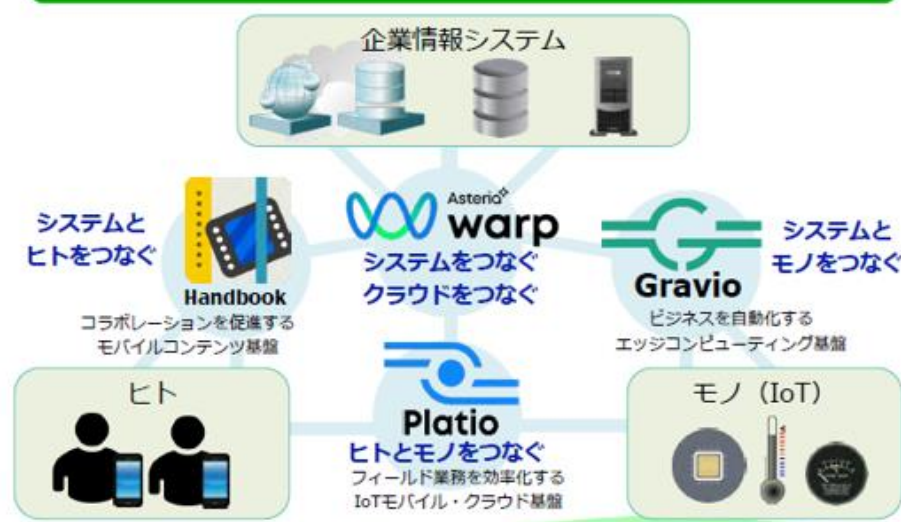 企業情報システム
システムと
ヒトをつなぐ
Handbook
コラボレーションを促進する
モバイルコンテンツ基盤
Asteria
warp
システムをつなぐ
クラウドをつなぐ
Gravio
システムと
モノをつなぐ
ビジネスを自動化する
エッジコンピューティング基盤
ヒト
Platio
ヒトとモノをつなぐ
フィールド業務を効率化する
IoTモバイル・クラウド基盤
モノ（IoT）